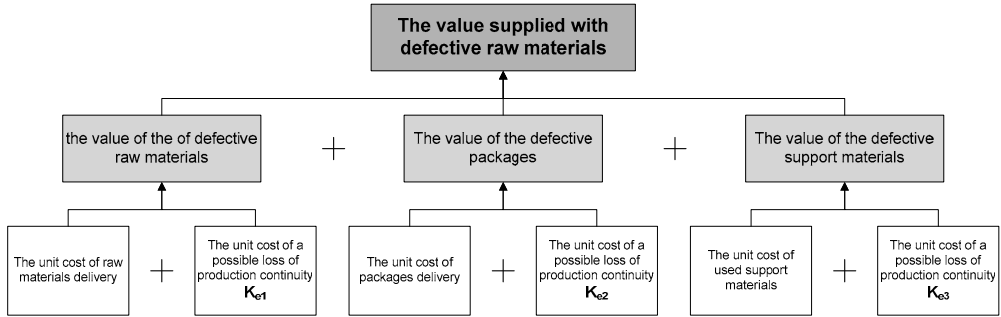 The value supplied with
defective raw materials
the value of the of defective
raw materials
+
The value of the defective
packages
+
The value of the defective
support materials
The unit cost of raw
materials delivery
+
The unit cost of a
possible loss of
production continuity
Ke1
The unit cost of
packages delivery
+
The unit cost of a
possible loss of
production continuity
Ke2
The unit cost of
used support
materials
+
The unit cost of a
possible loss of
production continuity
Ke3